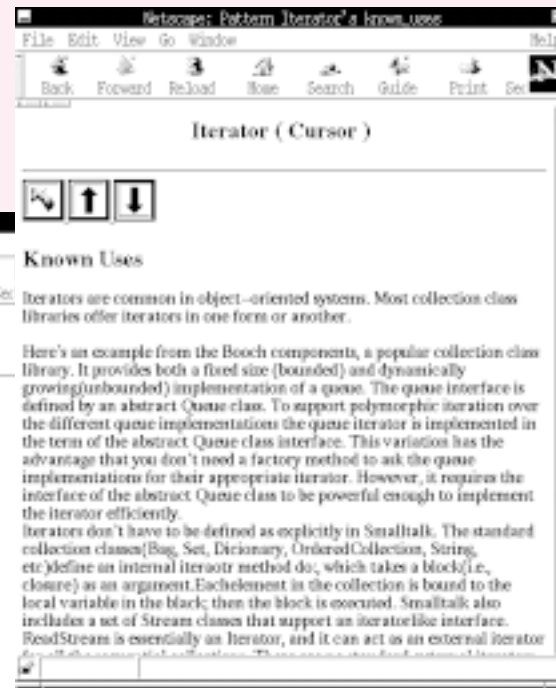 Netscape: Pattern Iterator's known_uses
File Edit View Go Window Help
Back Forward Reload Home Search Guide Print Sec
N
Iterator ( Cursor )
Known Uses
Iterators are common in object-oriented systems. Most collection class
libraries offer iterators in one form or another.
Here's an example from the Booch components, a popular collection class
library. It provides both a fixed size (bounded) and dynamically
growing(unbounded) implementation of a queue. The queue interface is
defined by an abstract Queue class. To support polymorphic iteration over
the different queue implementations the queue iterator is implemented in
the term of the abstract Queue class interface. This variation has the
advantage that you don't need a factory method to ask the queue
implementations for their appropriate iterator. However, it requires the
interface of the abstract Queue class to be powerful enough to implement
the iterator efficiently.
Iterators don't have to be defined as explicitly in Smalltalk. The standard
collection classes(Bag, Set, Dicionary, OrderedCollection, String,
etc)define an internal iteraotr method do:, which takes a block(i.e.,
closure) as an argument.Eachelement in the collection is bound to the
local variable in the black; then the block is executed. Smalltalk also
includes a set of Stream classes that support an iteratorlike interface.
ReadStream is essentially an Iterator, and it can act as an external iterator